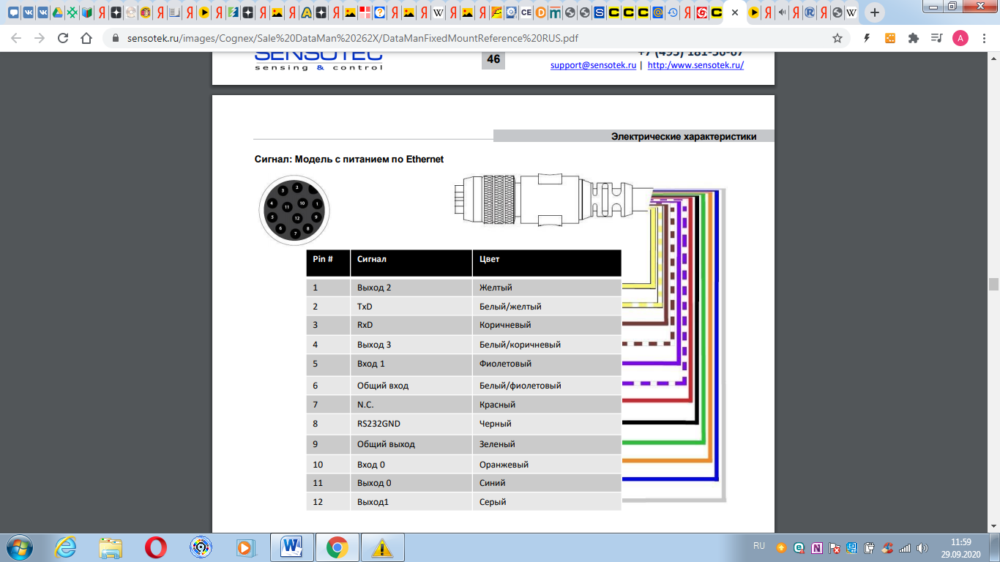 sensotek.ru/images/Cognex/Sale%20DataMan%20262X/DataManFixedMountReference%20RUS.pdf
SENSOTEC
sensing & control
46
+7 (495) 181-56-67
support@sensotek.ru | http:/www.sensotek.ru/
Электрические характеристики
Сигнал: Модель с питанием по Ethernet
3 2
4 11 10 1
5 12 9
6 7 8
Pin # Сигнал Цвет
1 Выход 2 Желтый
2 TxD Белый/желтый
3 RxD Коричневый
4 Выход 3 Белый/коричневый
5 Вход 1 Фиолетовый
6 Общий вход Белый/фиолетовый
7 N.C. Красный
8 RS232GND Черный
9 Общий выход Зеленый
10 Вход 0 Оранжевый
11 Выход 0 Синий
12 Выход1 Серый
RU
11:59
29.09.2020